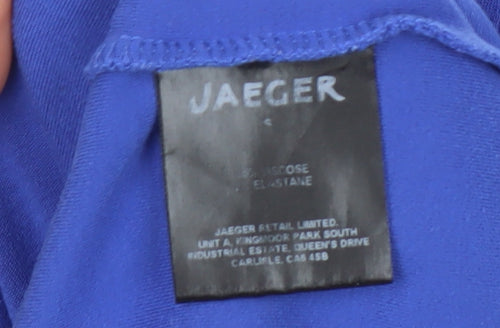 JAEGER
S
VISCOSE
ELASTANE
JAEGER RETAIL LIMITED.
UNIT A, KINGMOOR PARK SOUTH
INDUSTRIAL ESTATE, QUEEN'S DRIVE
CARLISLE, CA6 4SB